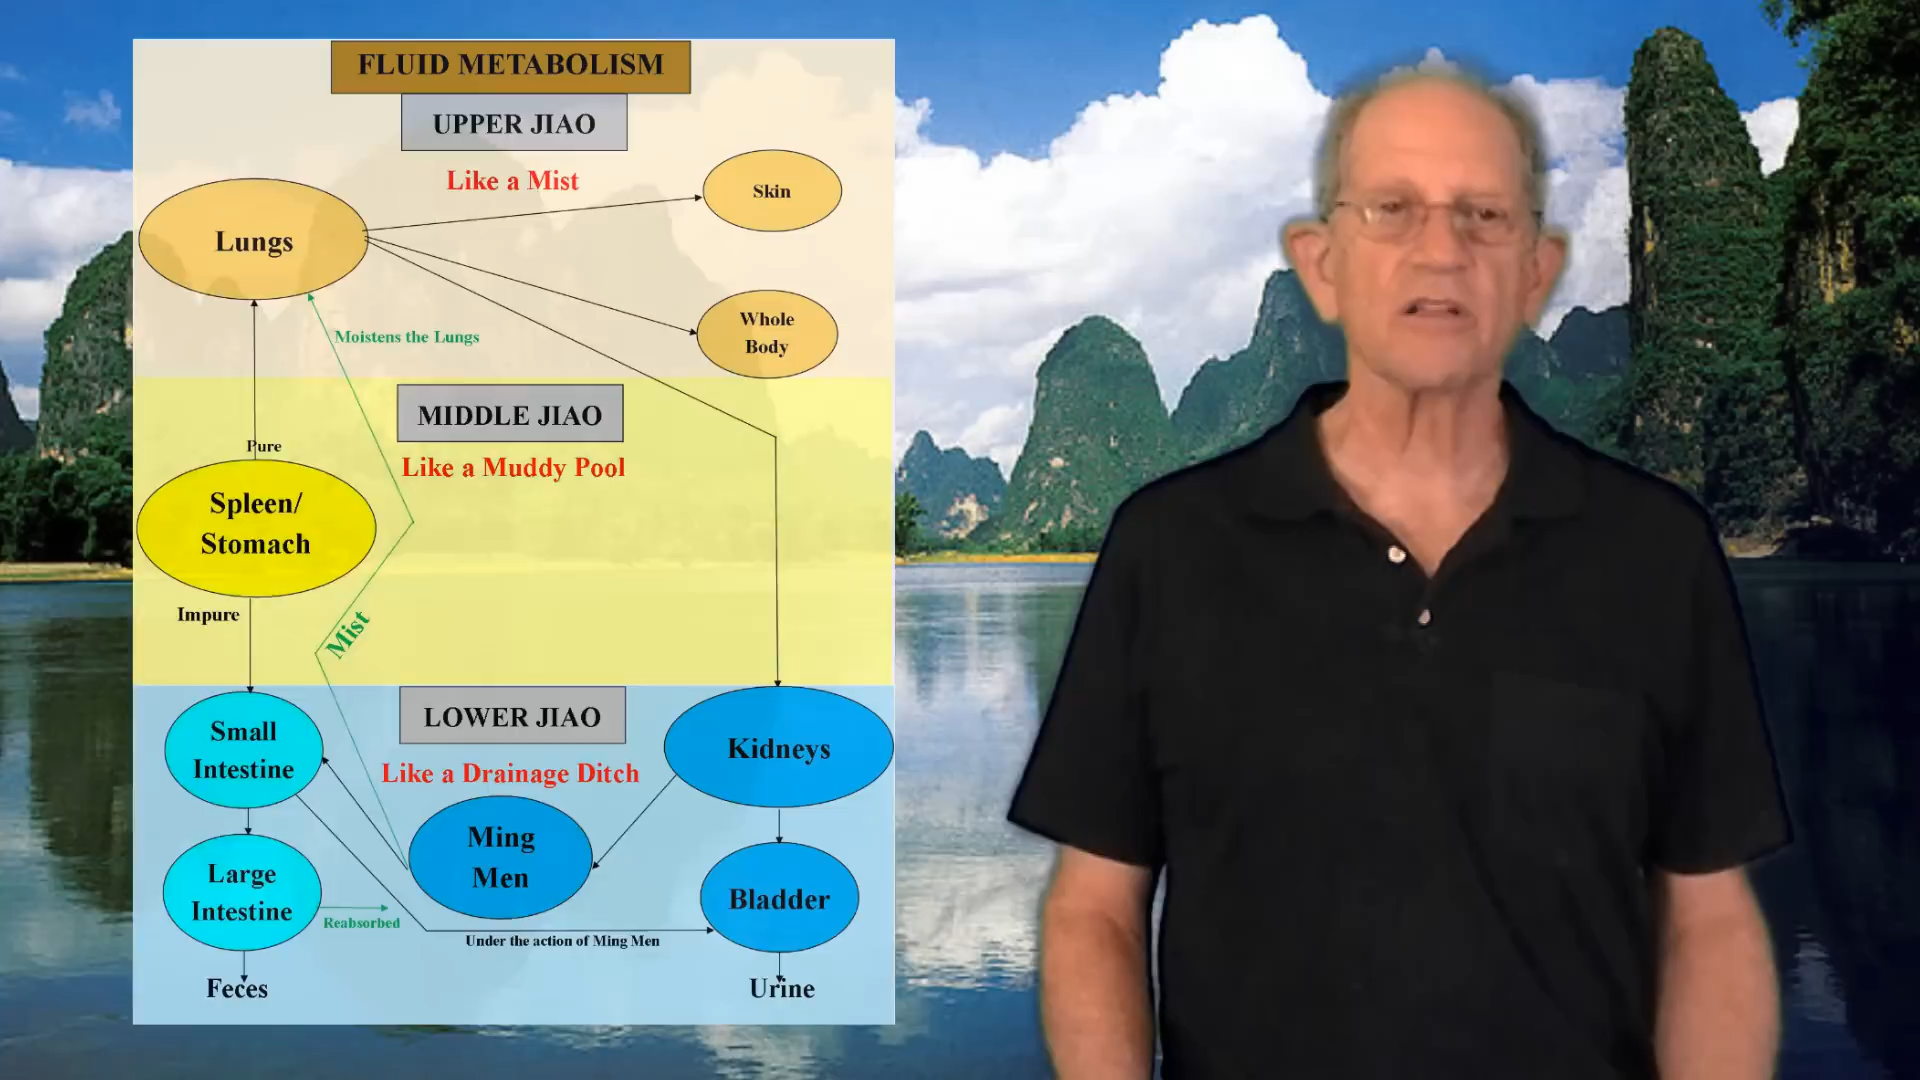 FLUID METABOLISM
UPPER JIAO
Like a Mist
Skin
Lungs
Whole
Body
Moistens the Lungs
MIDDLE JIAO
Pure
Like a Muddy Pool
Spleen/
Stomach
Impure
Mist
LOWER JIAO
Small
Intestine
Kidneys
Like a Drainage Ditch
Ming
Men
Large
Intestine
Bladder
Reabsorbed
Under the action of Ming Men
Feces
Urine